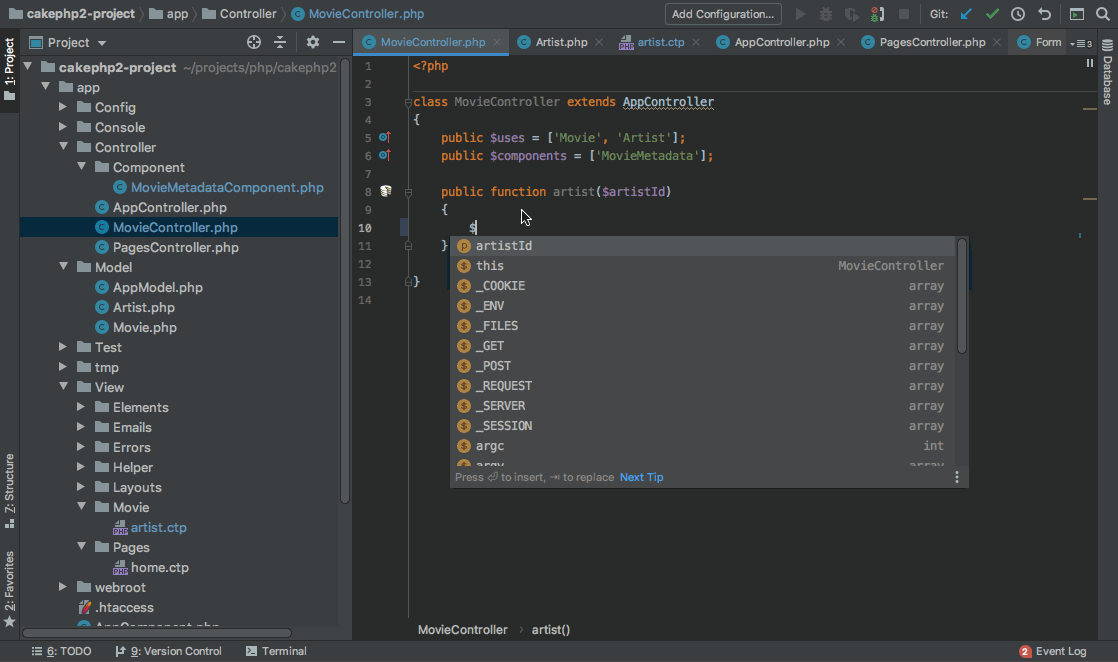 cakephp2-project app Controller MovieController.php Add Configuration... Git:
1: Project
Project
MovieController.php Artist.php artist.ctp AppController.php PagesController.php Form 3
Database
cakephp2-project ~/projects/php/cakephp2
app
Config
Console
Controller
Component
MovieMetadataComponent.php
AppController.php
MovieController.php
PagesController.php
Model
AppModel.php
Artist.php
Movie.php
Test
tmp
View
Elements
Emails
Errors
Helper
Layouts
Movie
artist.ctp
Pages
home.ctp
webroot
.htaccess
AppComponent.php
7: Structure
2: Favorites
1 <?php
2
3 class MovieController extends AppController
4 {
5 public $uses = ['Movie', 'Artist'];
6 public $components = ['MovieMetadata'];
7
8 public function artist($artistId)
9 {
10 $
11 }
12
13 }
14
artistId
this MovieController
_COOKIE array
_ENV array
_FILES array
_GET array
_POST array
_REQUEST array
_SERVER array
_SESSION array
argc int
argv array
Press ⏎ to insert, ⇥ to replace Next Tip
MovieController › artist()
6: TODO 9: Version Control Terminal 2 Event Log